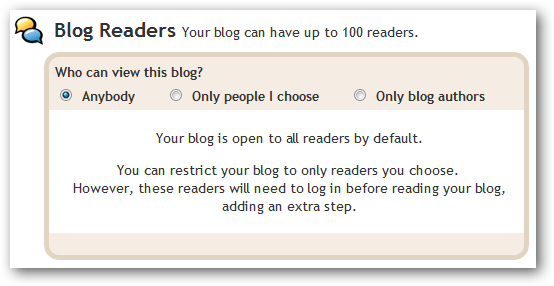 Blog Readers Your blog can have up to 100 readers.
Who can view this blog?
Anybody Only people I choose Only blog authors
Your blog is open to all readers by default.
You can restrict your blog to only readers you choose.
However, these readers will need to log in before reading your blog,
adding an extra step.